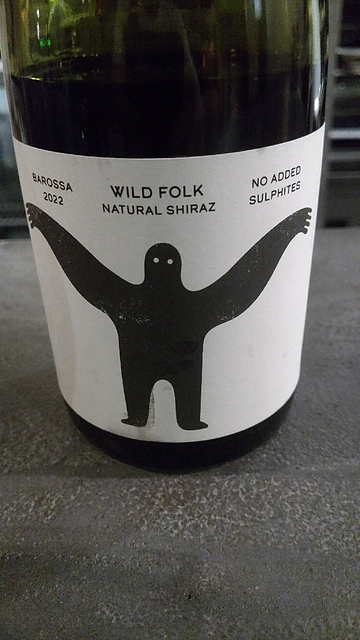 BAROSSA
2022
WILD FOLK
NATURAL SHIRAZ
NO ADDED
SULPHITES